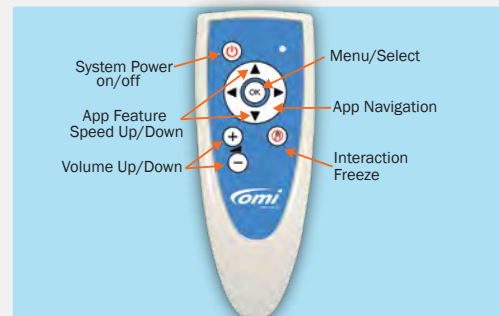 System Power
on/off
Menu/Select
OK
App Feature
Speed Up/Down
App Navigation
+
Volume Up/Down
−
Interaction
Freeze
omi